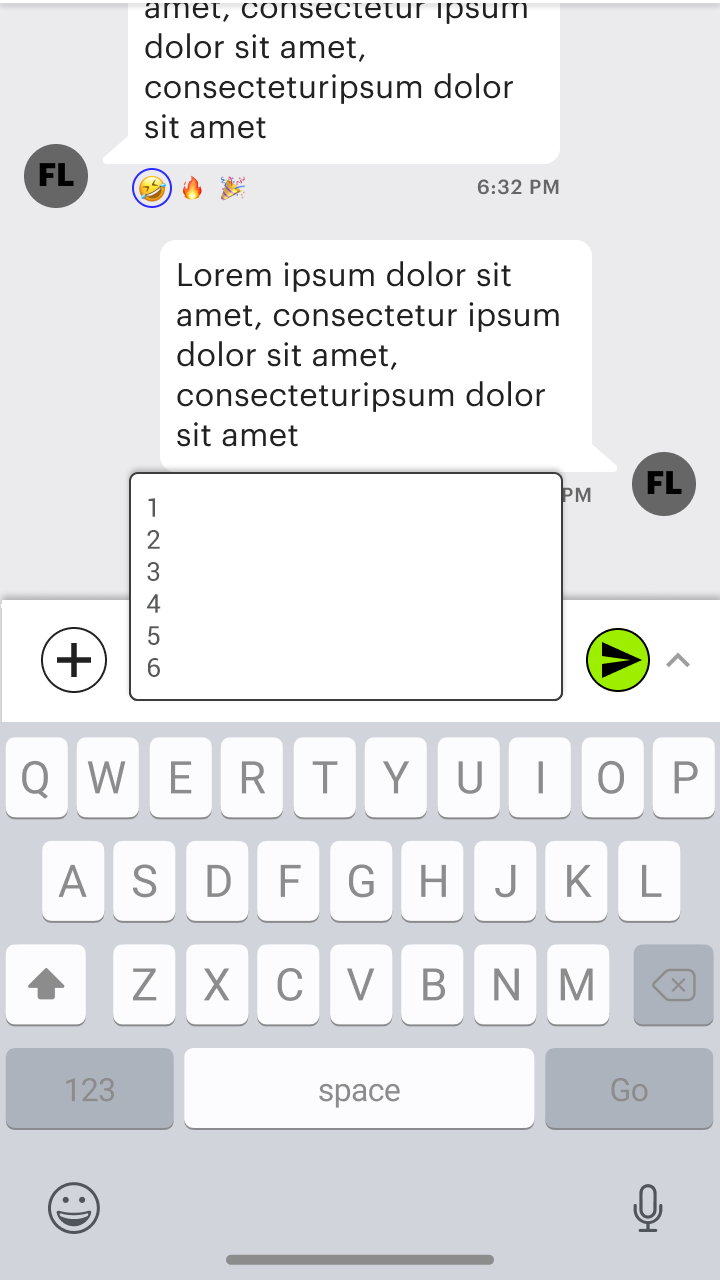 amet, consectetur ipsum
dolor sit amet,
consecteturipsum dolor
sit amet
FL
6:32 PM
Lorem ipsum dolor sit
amet, consectetur ipsum
dolor sit amet,
consecteturipsum dolor
sit amet
FL
PM
1
2
3
4
5
6
Q W E R T Y U I O P
A S D F G H J K L
Z X C V B N M
123 space Go